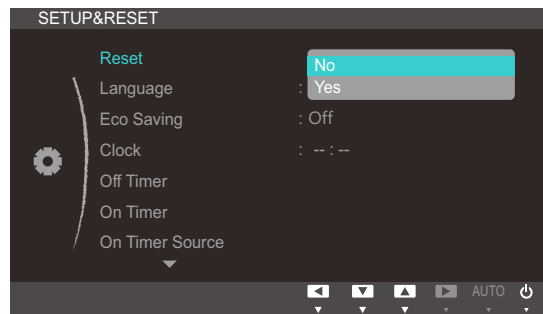 SETUP&RESET
Reset
No
Language : Yes
Eco Saving : Off
Clock : -- : --
Off Timer
On Timer
On Timer Source
AUTO